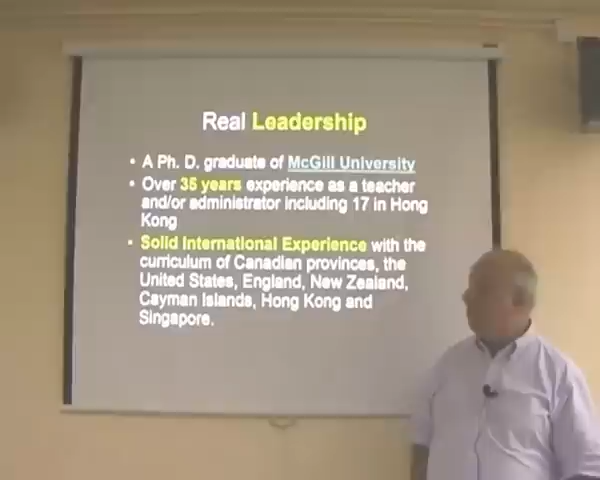 Real Leadership
• A Ph. D. graduate of McGill University
• Over 35 years experience as a teacher
and/or administrator including 17 in Hong
Kong
• Solid International Experience with the
curriculum of Canadian provinces, the
United States, England, New Zealand,
Cayman Islands, Hong Kong and
Singapore.